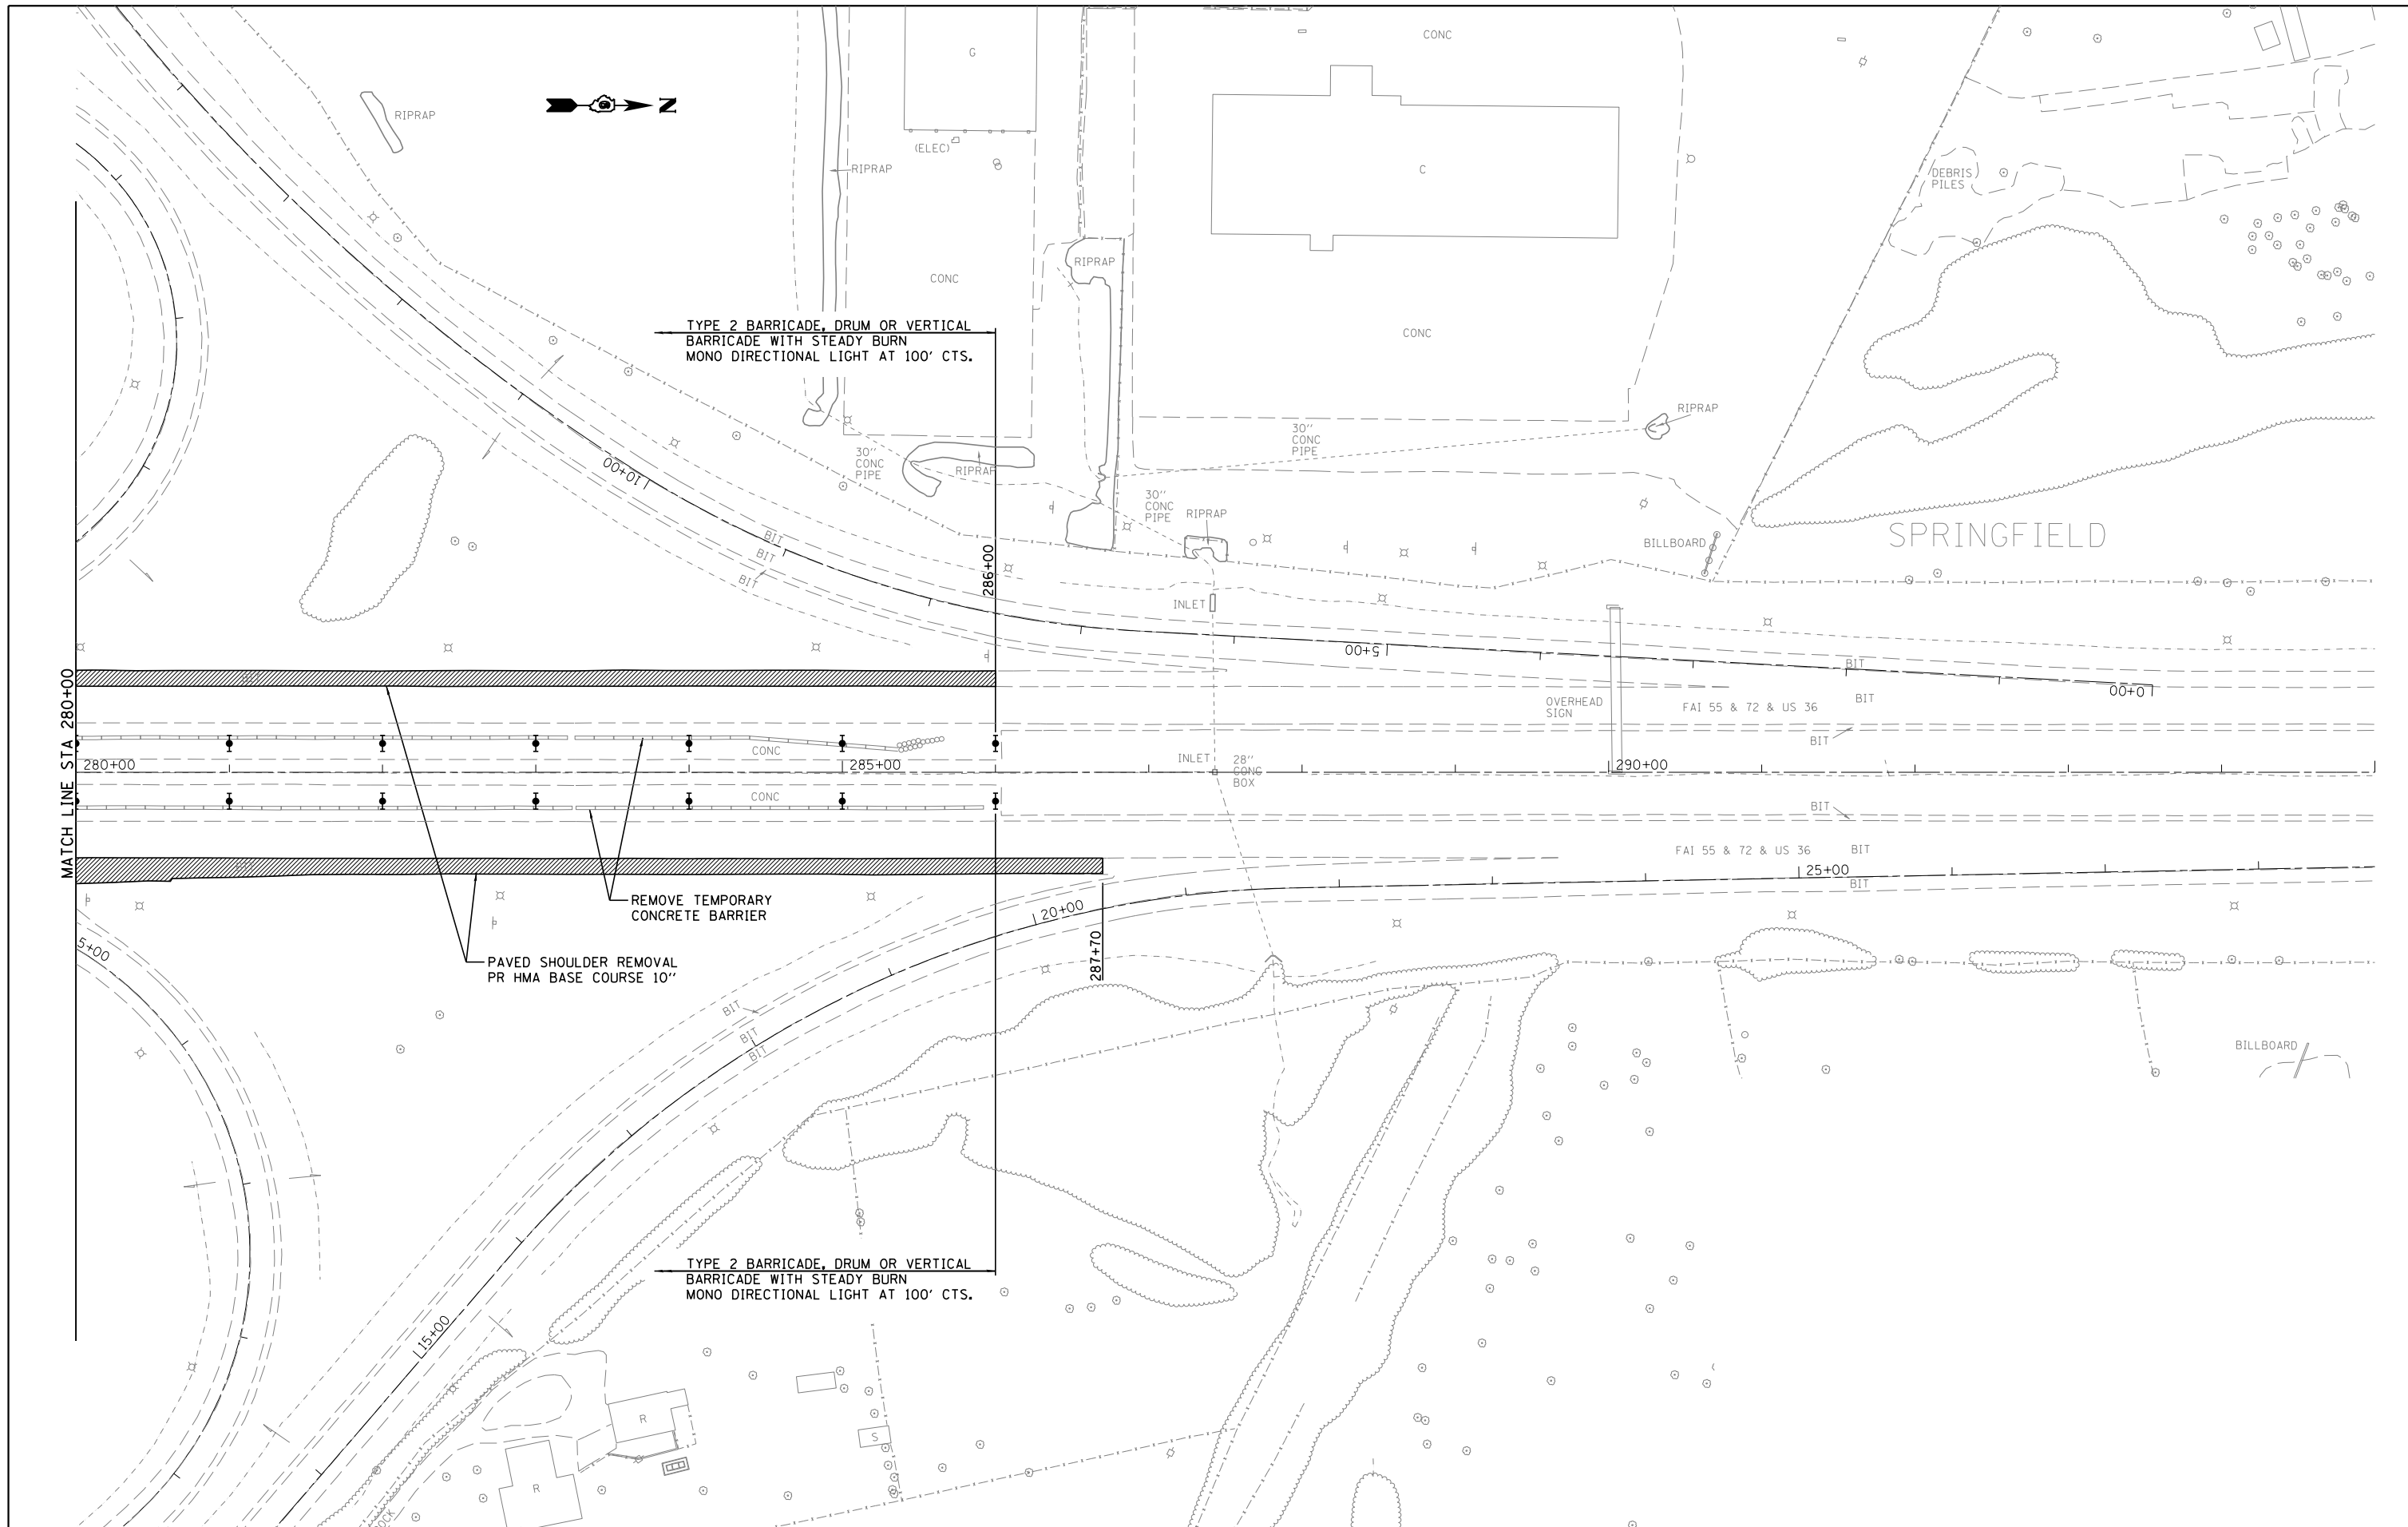 CONC
G
RIPRAP
N
(ELEC)
RIPRAP
C
DEBRIS
PILES
RIPRAP
CONC
TYPE 2 BARRICADE, DRUM OR VERTICAL
BARRICADE WITH STEADY BURN
MONO DIRECTIONAL LIGHT AT 100' CTS.
CONC
RIPRAP
30''
CONC
PIPE
30''
CONC
PIPE
RIPRAP
10+00
30''
CONC
PIPE
RIPRAP
SPRINGFIELD
BILLBOARD
BIT
BIT
BIT
286+00
INLET
5+00
BIT
0+00
BIT
OVERHEAD
SIGN
FAI 55 & 72 & US 36
BIT
MATCH LINE STA 280+00
BIT
CONC
280+00
285+00
INLET
28''
CONC
BOX
290+00
CONC
BIT
BIT
FAI 55 & 72 & US 36
BIT
25+00
BIT
REMOVE TEMPORARY
CONCRETE BARRIER
20+00
287+70
5+00
PAVED SHOULDER REMOVAL
PR HMA BASE COURSE 10''
BIT
BIT
BIT
BILLBOARD
TYPE 2 BARRICADE, DRUM OR VERTICAL
BARRICADE WITH STEADY BURN
MONO DIRECTIONAL LIGHT AT 100' CTS.
15+00
R
S
R